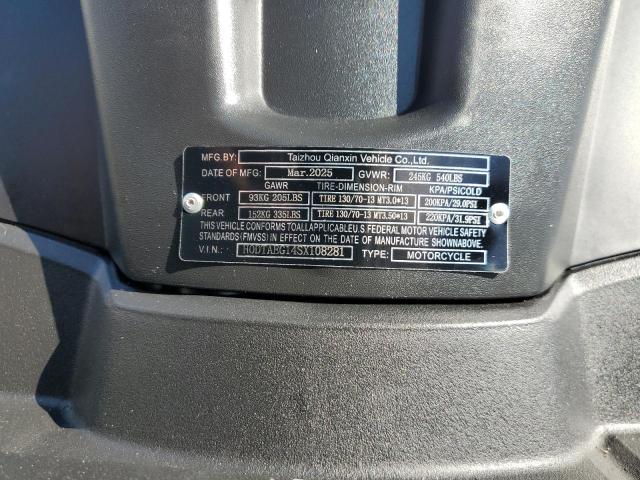 MFG.BY: Taizhou Qianxin Vehicle Co.,Ltd.
DATE OF MFG: Mar.2025 GVWR: 245KG 540LBS
GAWR TIRE-DIMENSION-RIM KPA/PSICOLD
FRONT 93KG 205LBS TIRE 130/70-13 MT3.0*13 200KPA/29.0PSI
REAR 152KG 335LBS TIRE 130/70-13 MT3.50*13 220KPA/31.9PSI
THIS VEHICLE CONFORMS TOALLAPPLICABLEU.S FEDERAL MOTOR VEHICLE SAFETY
STANDARDS (FMVSS) IN EFFECT ON THE DATE OF MANUFACTURE SHOWNABOVE.
V.I.N.: H0DTAEG14SX108281 TYPE: MOTORCYCLE